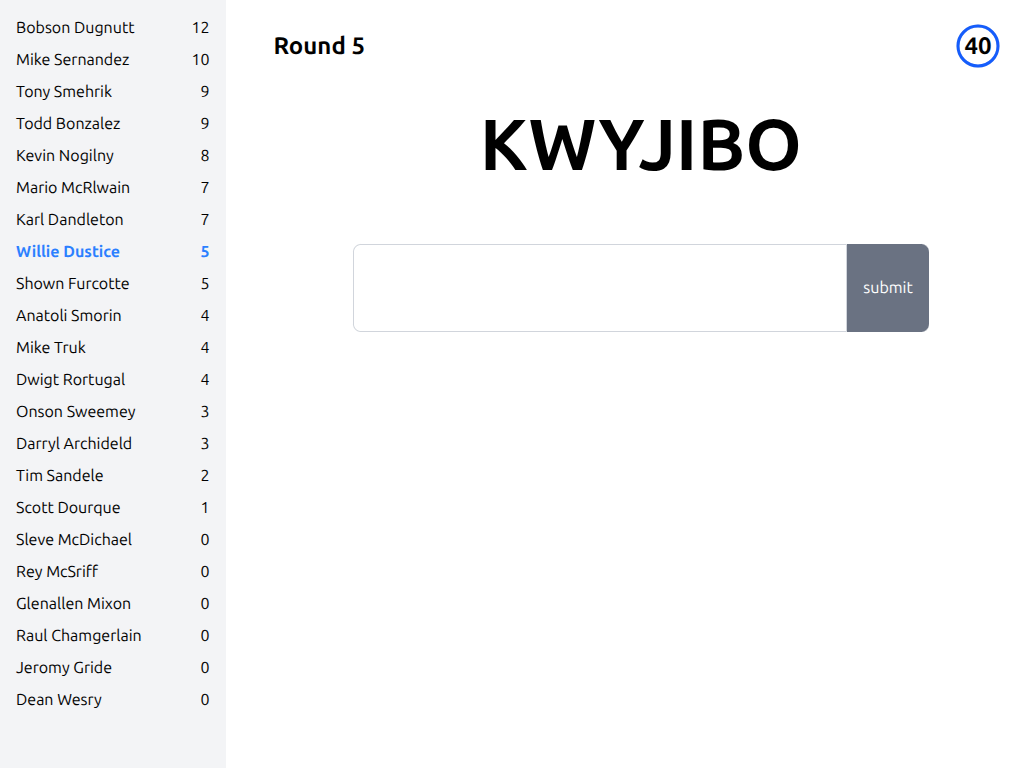 Bobson Dugnutt 12
Mike Sernandez 10
Tony Smehrik 9
Todd Bonzalez 9
Kevin Nogilny 8
Mario McRlwain 7
Karl Dandleton 7
Willie Dustice 5
Shown Furcotte 5
Anatoli Smorin 4
Mike Truk 4
Dwigt Rortugal 4
Onson Sweemey 3
Darryl Archideld 3
Tim Sandele 2
Scott Dourque 1
Sleve McDichael 0
Rey McSriff 0
Glenallen Mixon 0
Raul Chamgerlain 0
Jeromy Gride 0
Dean Wesry 0
Round 5
40
KWYJIBO
submit